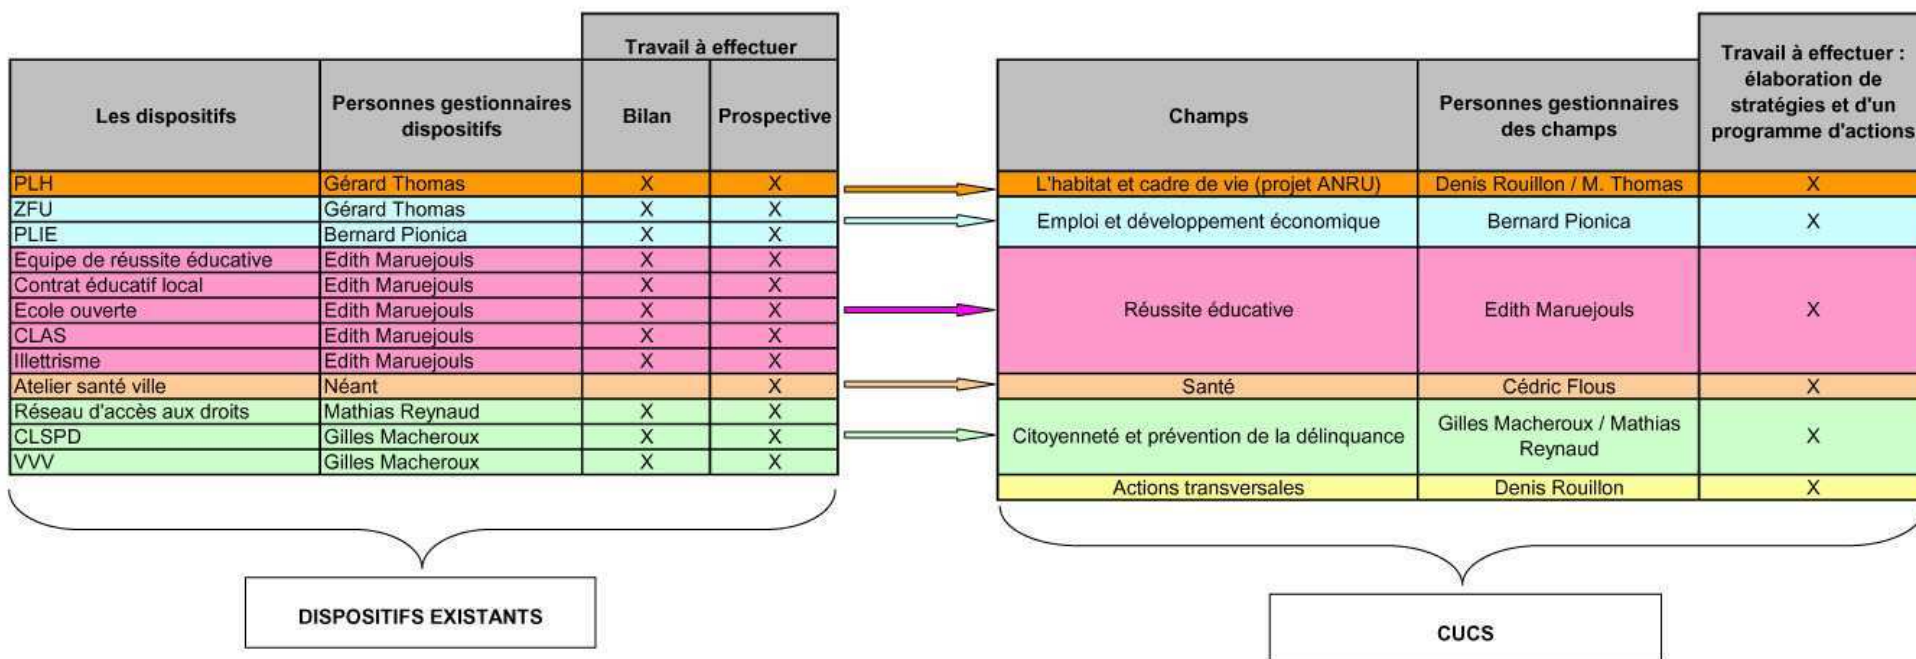 Travail à effectuer
Les dispositifs
Personnes gestionnaires
dispositifs
Bilan
Prospective
PLH Gérard Thomas X X
ZFU Gérard Thomas X X
PLIE Bernard Pionica X X
Equipe de réussite éducative Edith Maruejouls X X
Contrat éducatif local Edith Maruejouls X X
Ecole ouverte Edith Maruejouls X X
CLAS Edith Maruejouls X X
Illettrisme Edith Maruejouls X X
Atelier santé ville Néant X
Réseau d'accès aux droits Mathias Reynaud X X
CLSPD Gilles Macheroux X X
VVV Gilles Macheroux X X
DISPOSITIFS EXISTANTS
Champs
Personnes gestionnaires
des champs
Travail à effectuer :
élaboration de
stratégies et d'un
programme d'actions
L'habitat et cadre de vie (projet ANRU) Denis Rouillon / M. Thomas X
Emploi et développement économique Bernard Pionica X
Réussite éducative Edith Maruejouls X
Santé Cédric Flous X
Citoyenneté et prévention de la délinquance
Gilles Macheroux / Mathias
Reynaud
X
Actions transversales Denis Rouillon X
CUCS